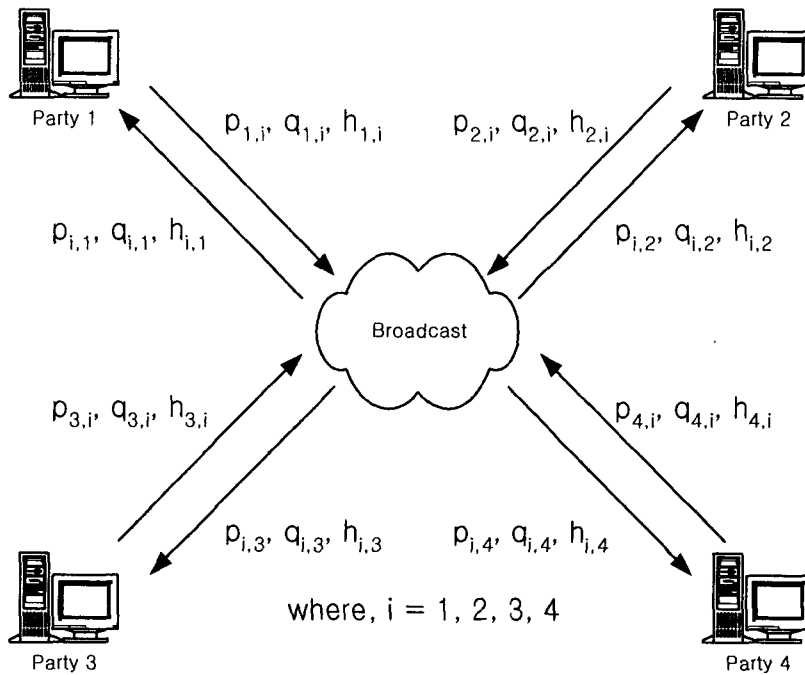 Party 1
Party 2
p1,i, q1,i, h1,i
p2,i, q2,i, h2,i
pi,1, qi,1, hi,1
pi,2, qi,2, hi,2
Broadcast
p3,i, q3,i, h3,i
p4,i, q4,i, h4,i
pi,3, qi,3, hi,3
pi,4, qi,4, hi,4
where, i = 1, 2, 3, 4
Party 3
Party 4